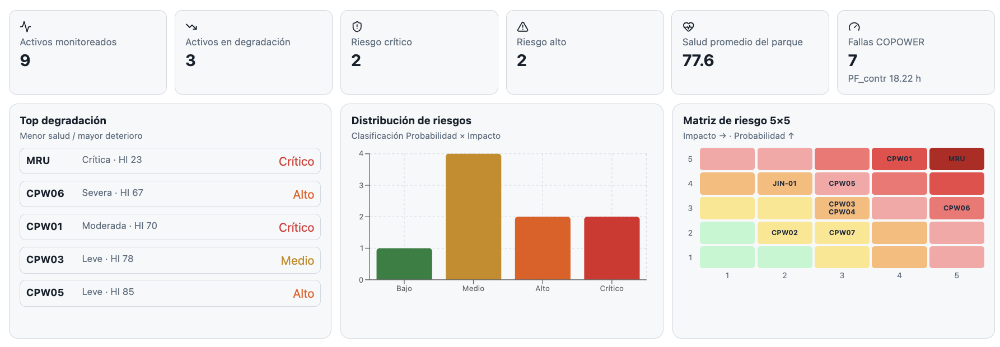 Activos monitoreados
9
Activos en degradación
3
Riesgo crítico
2
Riesgo alto
2
Salud promedio del parque
77.6
Fallas COPOWER
7
PF_contr 18.22 h
Top degradación
Menor salud / mayor deterioro
MRU Crítica · HI 23 Crítico
CPW06 Severa · HI 67 Alto
CPW01 Moderada · HI 70 Crítico
CPW03 Leve · HI 78 Medio
CPW05 Leve · HI 85 Alto
Distribución de riesgos
Clasificación Probabilidad × Impacto
4
3
2
1
0
Bajo Medio Alto Crítico
Matriz de riesgo 5×5
Impacto → · Probabilidad ↑
5 CPW01 MRU
4 JIN-01 CPW05
3 CPW03 CPW06
CPW04
2 CPW02 CPW07
1
1 2 3 4 5